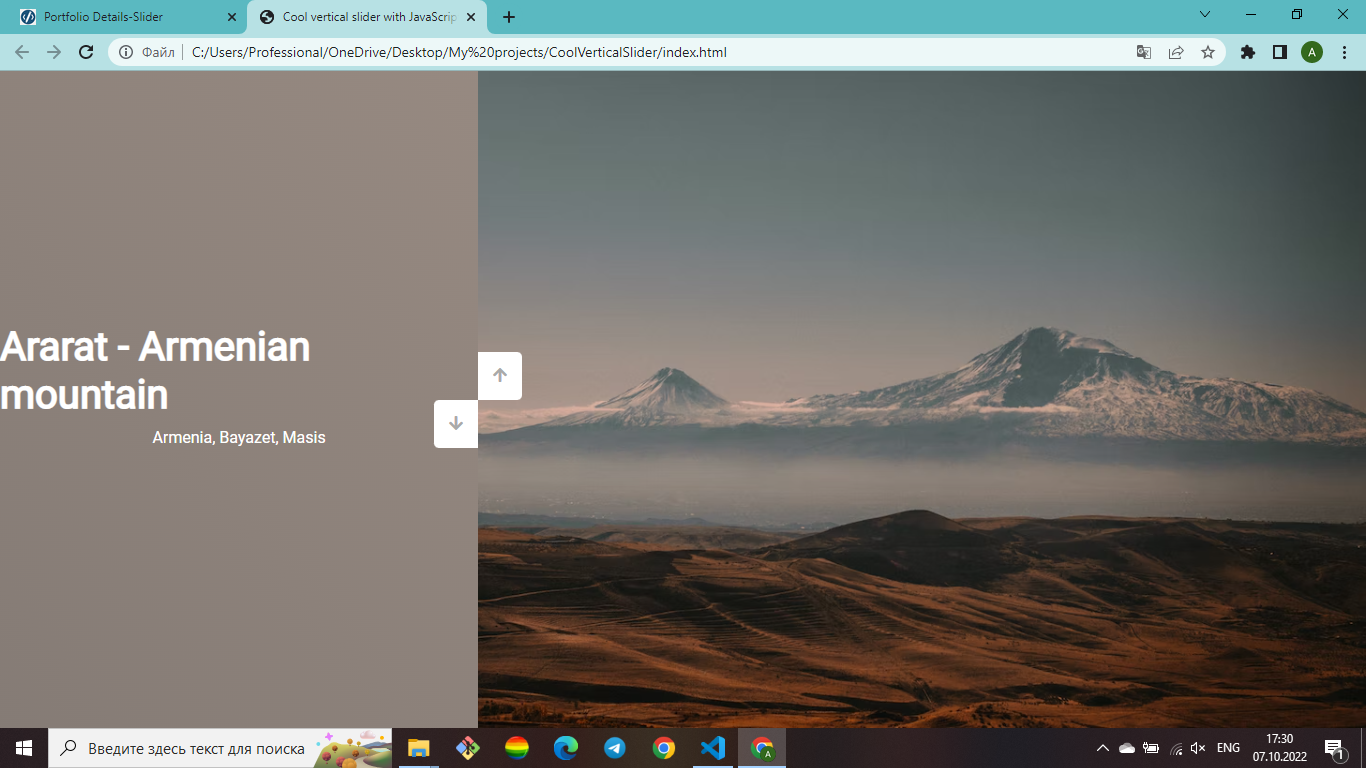 Portfolio Details-Slider
Cool vertical slider with JavaScrip
Файл
C:/Users/Professional/OneDrive/Desktop/My%20projects/CoolVerticalSlider/index.html
A
Ararat - Armenian
mountain
Armenia, Bayazet, Masis
Введите здесь текст для поиска
A
ENG
17:30
07.10.2022
1